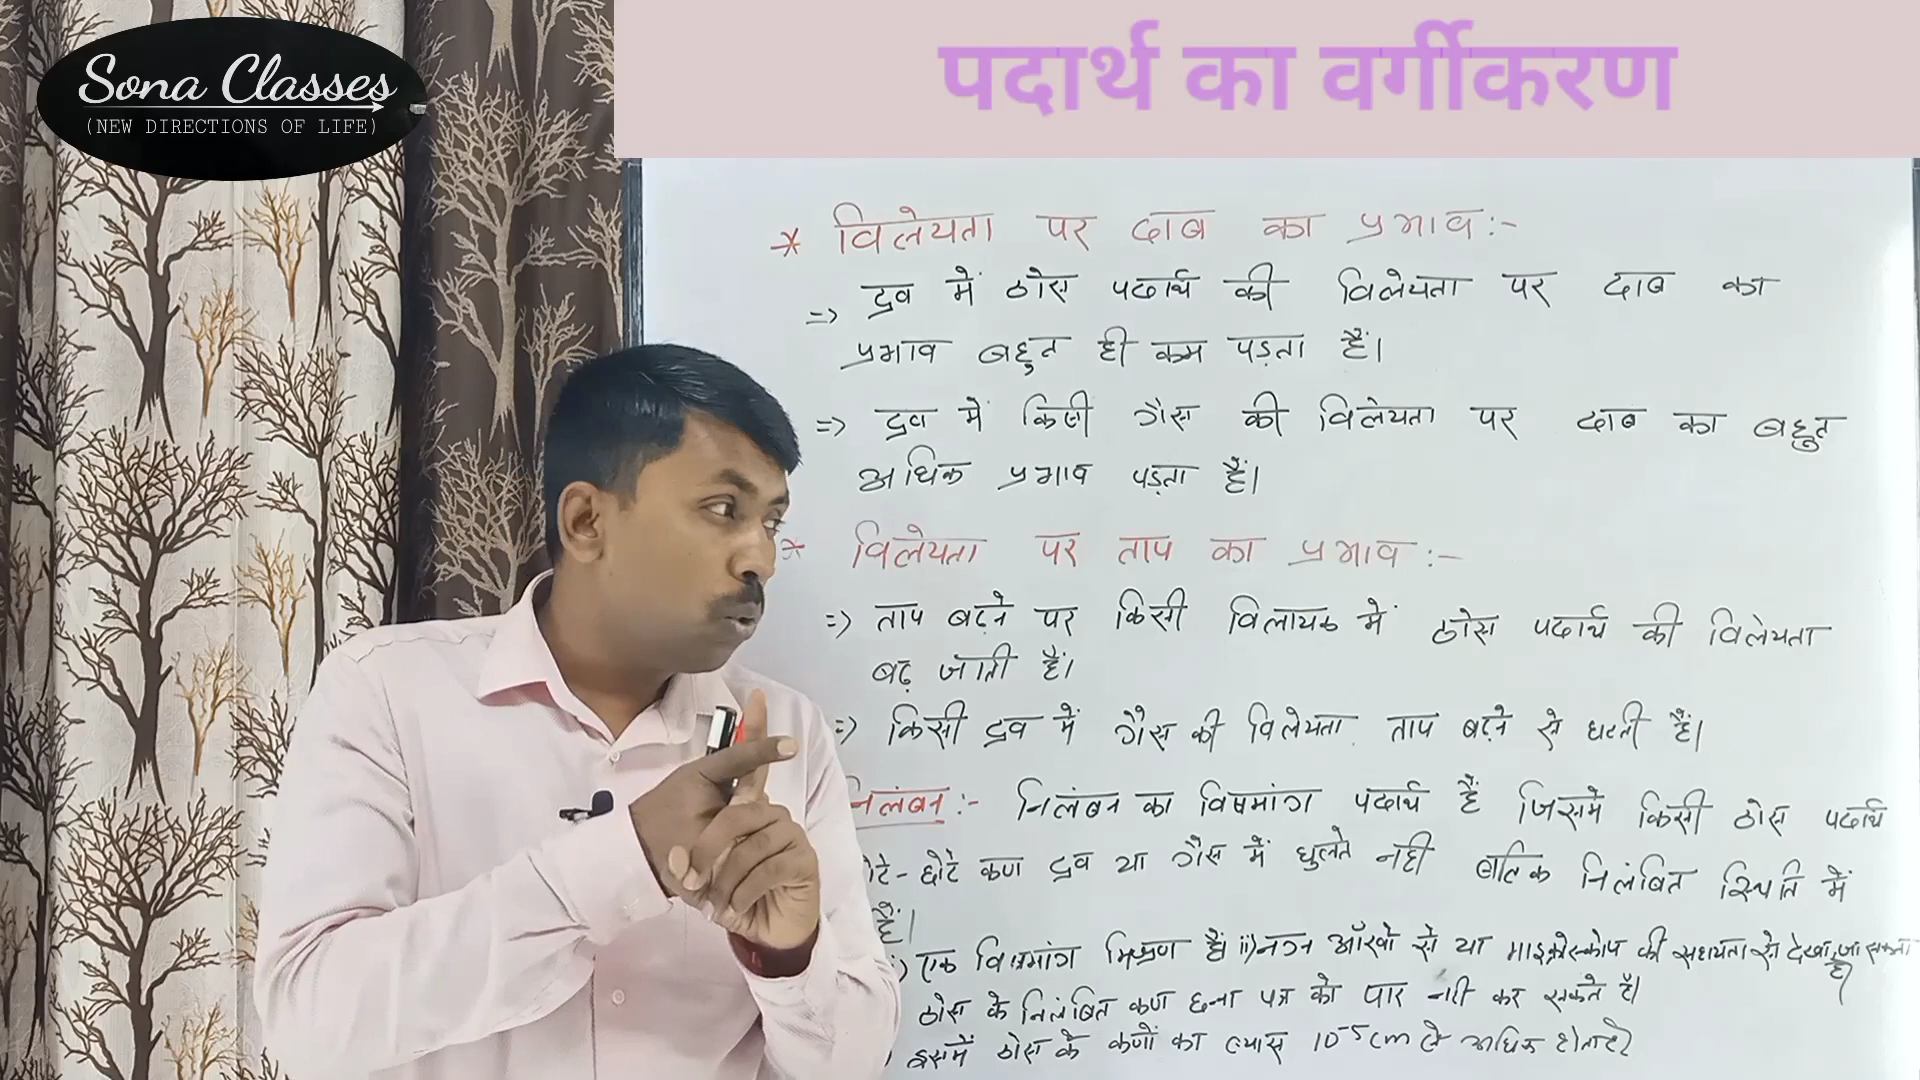 Sona Classes
(NEW DIRECTIONS OF LIFE)
पदार्थ का वर्गीकरण
* विलेयता पर दाब का प्रभाव:-
=> द्रव में ठोस पदार्थ की विलेयता पर दाब का
प्रभाव बहुत ही कम पड़ता हैं।
=> द्रव में किसी गैस की विलेयता पर दाब का बहुत
अधिक प्रभाव पड़ता हैं।
* विलेयता पर ताप का प्रभाव:-
=> ताप बढ़ने पर किसी विलायक में ठोस पदार्थ की विलेयता
बढ़ जाती हैं।
=> किसी द्रव में गैस की विलेयता ताप बढ़ने से घटती हैं।
निलंबन:- निलंबन का विषमांग पदार्थ हैं जिसमे किसी ठोस पदार्थ
छोटे कण द्रव या गैस में घुलते नही बल्कि निलंबित स्थिति में
हैं।
एक विषमांग मिश्रण हैं ii) नग्न आँखो से या माइक्रोस्कोप की सहायता से देखा जा सकता
है।
ठोस के निलंबित कण छना पत्र को पार नही कर सकते हैं।
इसमें ठोस के कणों का व्यास 10⁻⁵cm से अधिक होता है